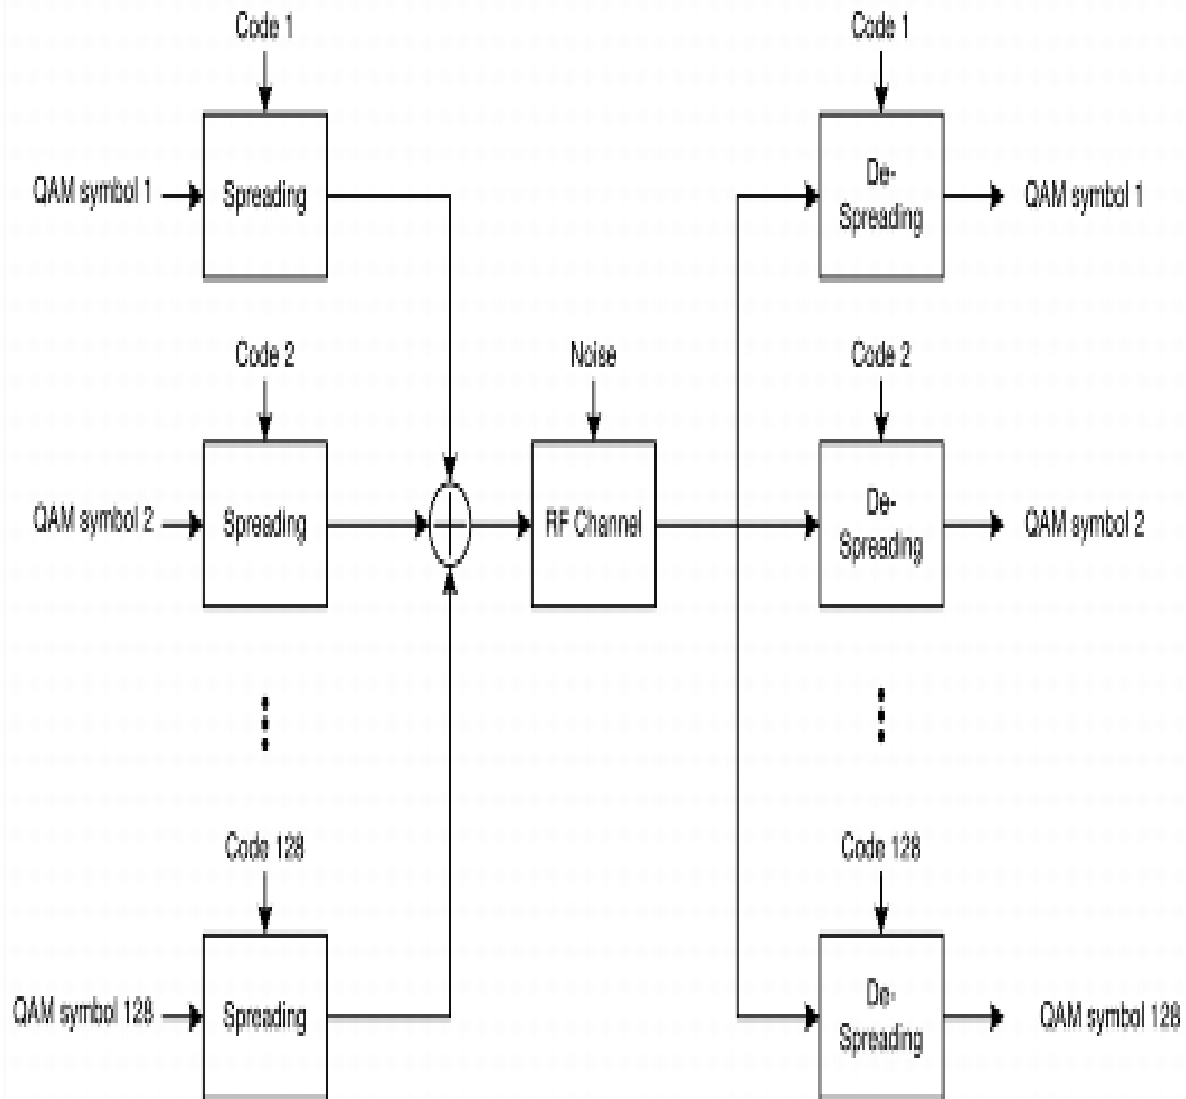 Code 1
Code 1
QAM symbol 1
Spreading
De-
Spreading
QAM symbol 1
Code 2
Noise
Code 2
QAM symbol 2
Spreading
RF Channel
De-
Spreading
QAM symbol 2
Code 128
Code 128
QAM symbol 128
Spreading
De-
Spreading
QAM symbol 128